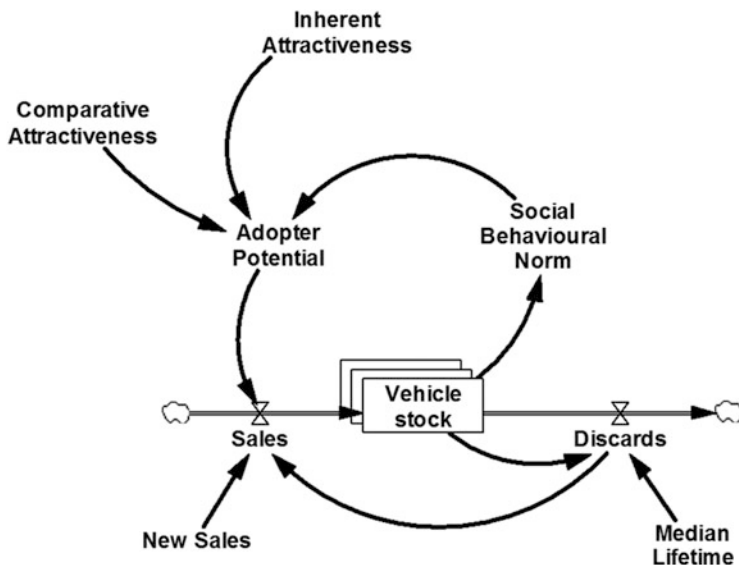 Inherent
Attractiveness
Comparative
Attractiveness
Social
Behavioural
Norm
Adopter
Potential
Vehicle
stock
Sales
Discards
New Sales
Median
Lifetime